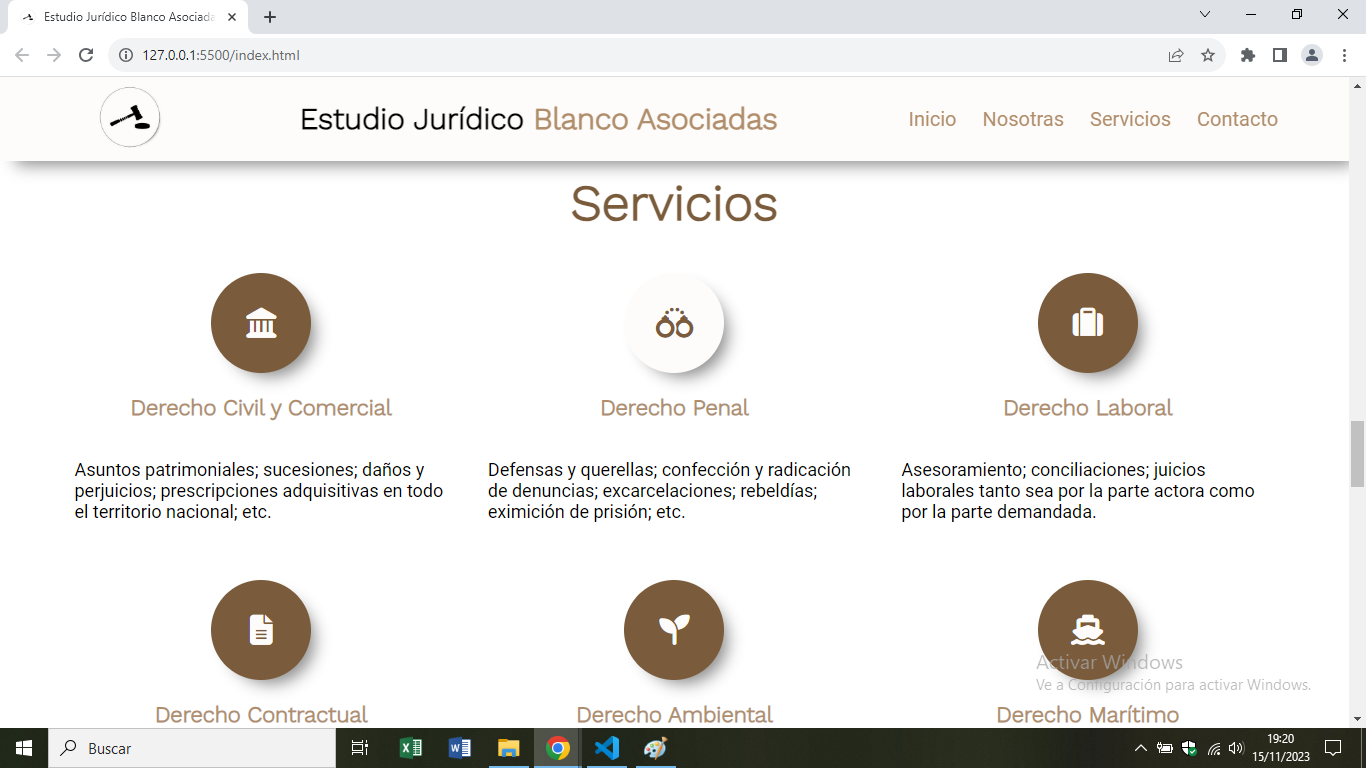 Estudio Jurídico Blanco Asociada
127.0.0.1:5500/index.html
Estudio Jurídico Blanco Asociadas
Inicio Nosotras Servicios Contacto
Servicios
Derecho Civil y Comercial
Asuntos patrimoniales; sucesiones; daños y
perjuicios; prescripciones adquisitivas en todo
el territorio nacional; etc.
Derecho Penal
Defensas y querellas; confección y radicación
de denuncias; excarcelaciones; rebeldías;
eximición de prisión; etc.
Derecho Laboral
Asesoramiento; conciliaciones; juicios
laborales tanto sea por la parte actora como
por la parte demandada.
Derecho Contractual
Derecho Ambiental
Derecho Marítimo
Activar Windows
Ve a Configuración para activar Windows.
Buscar
19:20
15/11/2023